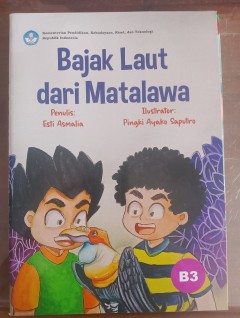 Kementerian Pendidikan, Kebudayaan, Riset, dan Teknologi
Republik Indonesia
Bajak Laut
dari Matalawa
Penulis:
Esti Asmalia
Ilustrator:
Pingki Ayako Saputro
B3